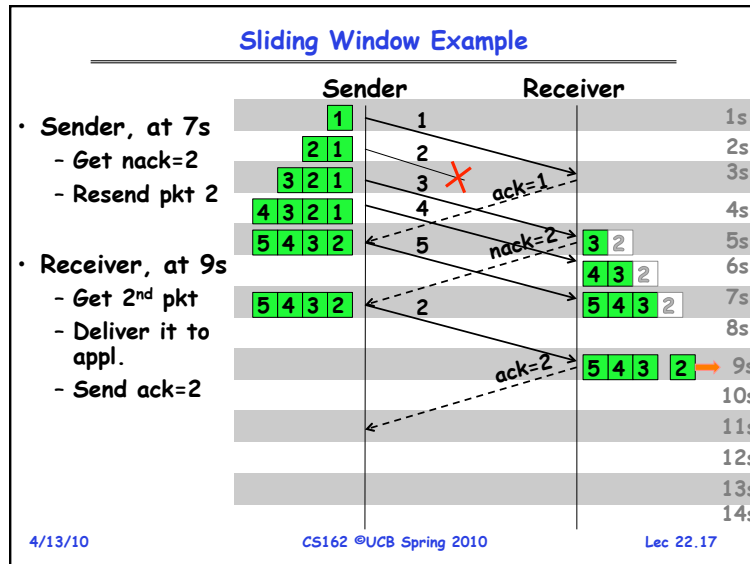 Sliding Window Example
Sender Receiver
• Sender, at 7s
– Get nack=2
– Resend pkt 2
• Receiver, at 9s
– Get 2nd pkt
– Deliver it to
appl.
– Send ack=2
1 1 1s
2 1 2 2s
3 2 1 3 ack=1 3s
4 3 2 1 4 4s
5 4 3 2 5 nack=2 3 2 5s
4 3 2 6s
5 4 3 2 2 5 4 3 2 7s
8s
ack=2 5 4 3 2 9s
10s
11s
12s
13s
14s
4/13/10 CS162 ©UCB Spring 2010 Lec 22.17